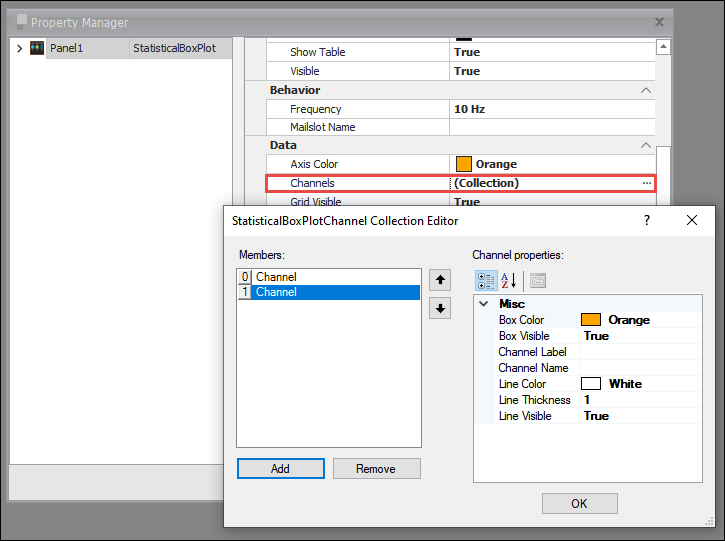 Property Manager
Panel1 StatisticalBoxPlot
Show Table True
Visible True
Behavior
Frequency 10 Hz
Mailslot Name
Data
Axis Color Orange
Channels (Collection) ...
Grid Visible True
StatisticalBoxPlotChannel Collection Editor ?
Members:
0 Channel
1 Channel
Add Remove
Channel properties:
Misc
Box Color Orange
Box Visible True
Channel Label
Channel Name
Line Color White
Line Thickness 1
Line Visible True
OK